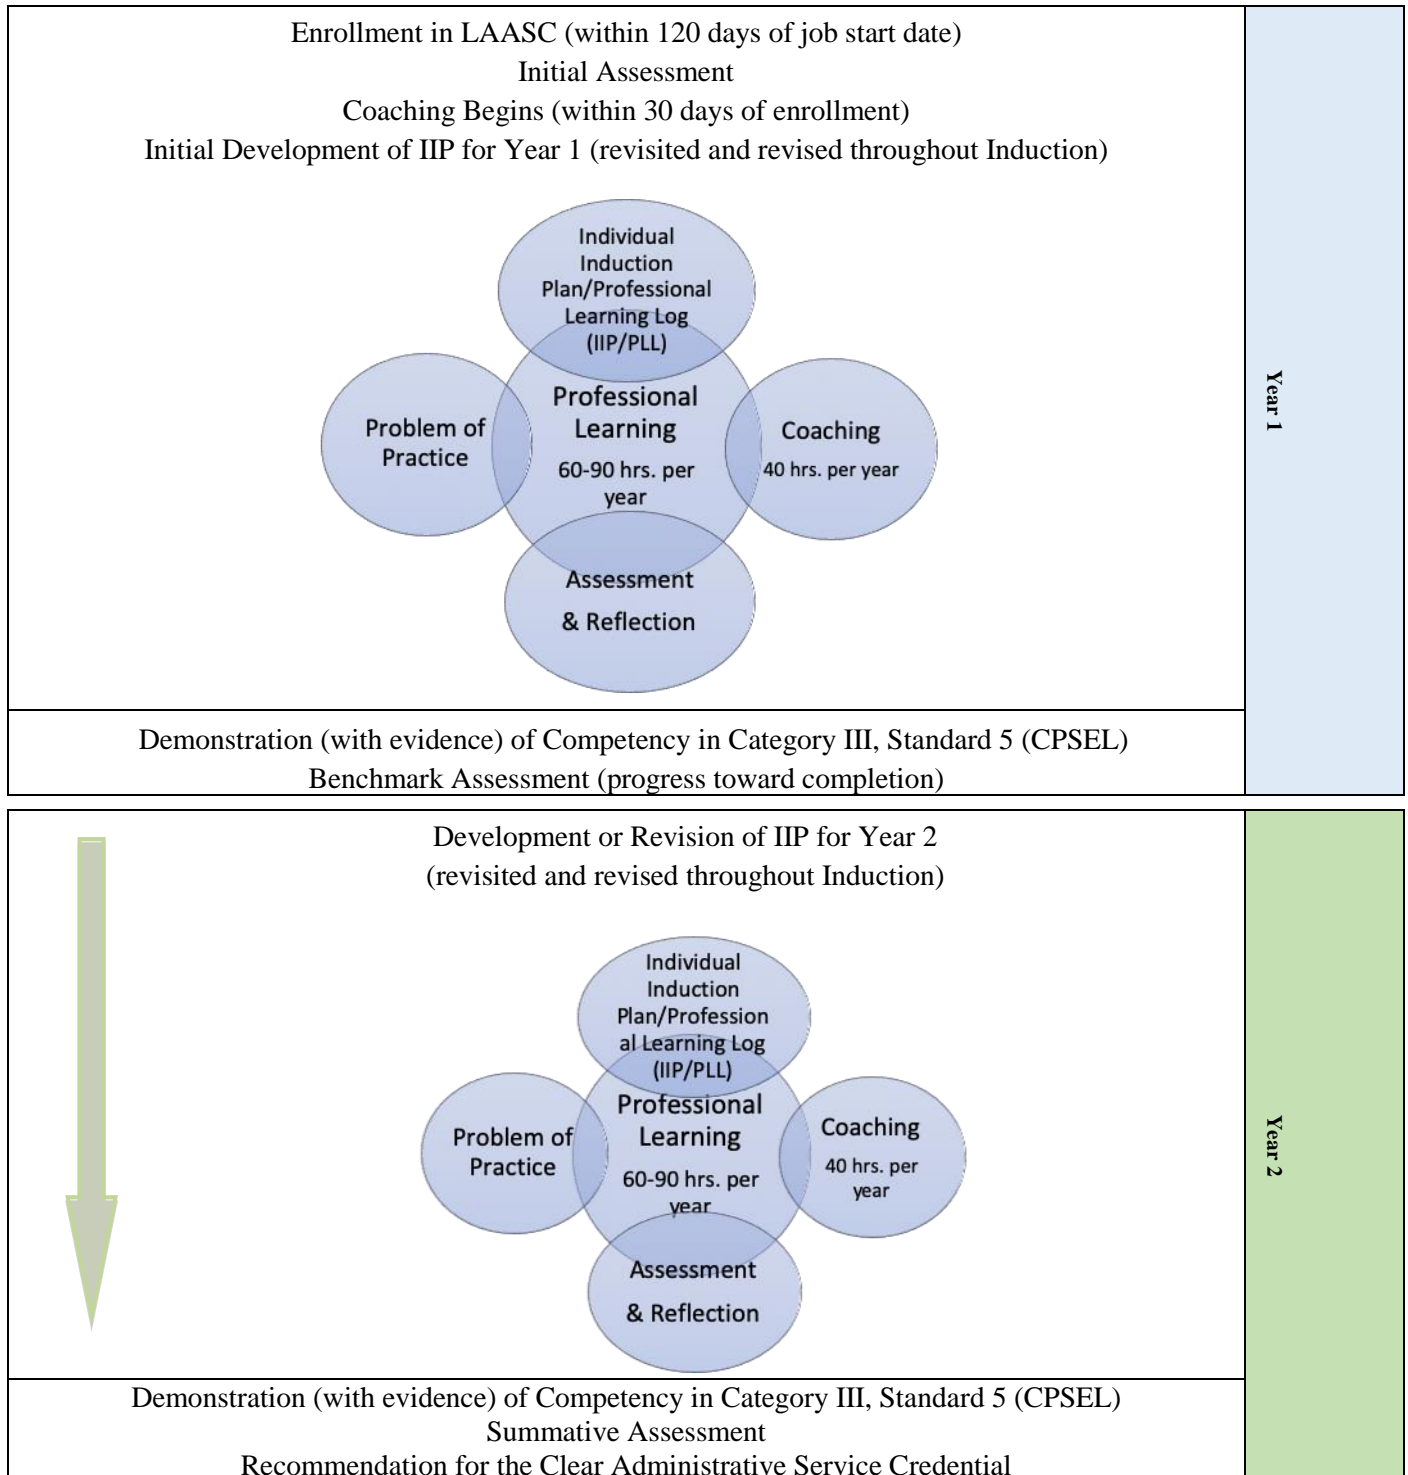 Enrollment in LAASC (within 120 days of job start date)
Initial Assessment
Coaching Begins (within 30 days of enrollment)
Initial Development of IIP for Year 1 (revisited and revised throughout Induction)
Individual
Induction
Plan/Professional
Learning Log
(IIP/PLL)
Problem of
Practice
Professional
Learning
60-90 hrs. per
year
Coaching
40 hrs. per year
Assessment
& Reflection
Year 1
Demonstration (with evidence) of Competency in Category III, Standard 5 (CPSEL)
Benchmark Assessment (progress toward completion)
Development or Revision of IIP for Year 2
(revisited and revised throughout Induction)
Individual
Induction
Plan/Profession
al Learning Log
(IIP/PLL)
Problem of
Practice
Professional
Learning
60-90 hrs. per
year
Coaching
40 hrs. per
year
Assessment
& Reflection
Year 2
Demonstration (with evidence) of Competency in Category III, Standard 5 (CPSEL)
Summative Assessment
Recommendation for the Clear Administrative Service Credential